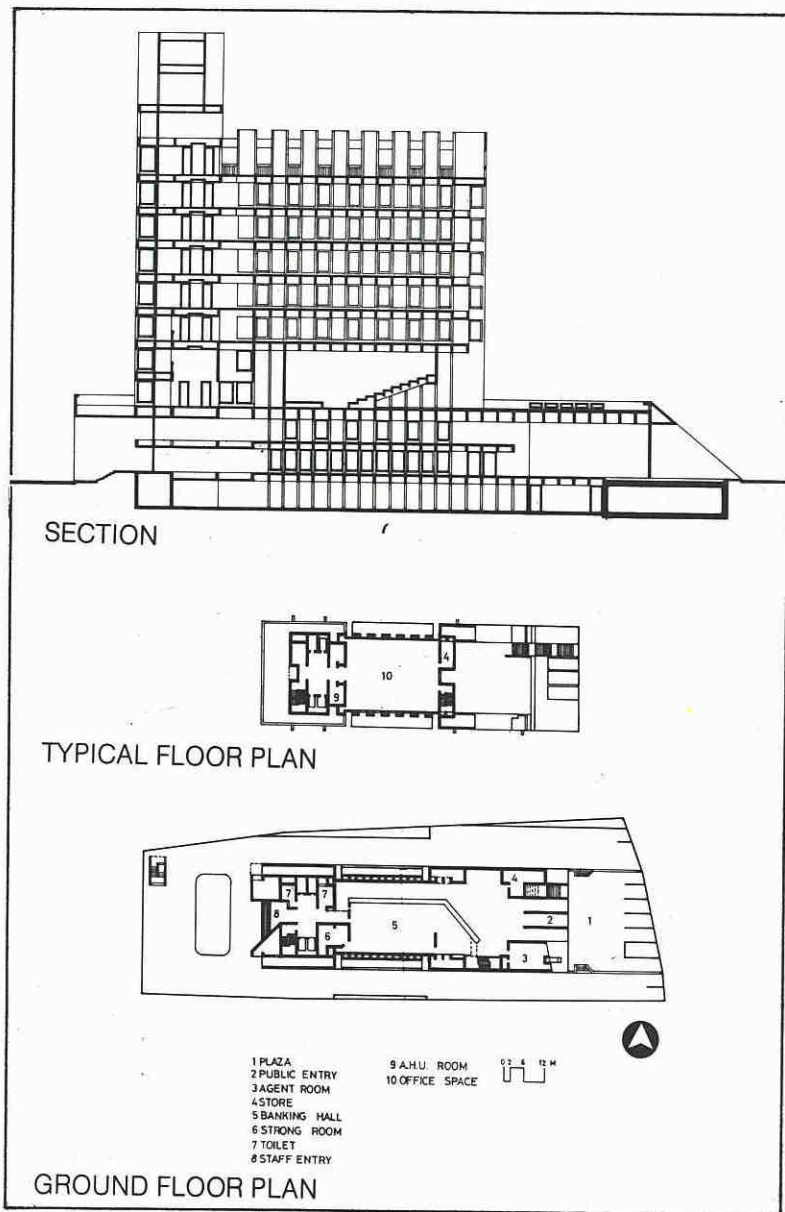 SECTION
4
10
9
TYPICAL FLOOR PLAN
4
7
7
8
5
2
1
6
3
1 PLAZA
2 PUBLIC ENTRY
3 AGENT ROOM
4 STORE
5 BANKING HALL
6 STRONG ROOM
7 TOILET
8 STAFF ENTRY
9 A.H.U. ROOM
10 OFFICE SPACE
0 2 6 12 M
GROUND FLOOR PLAN